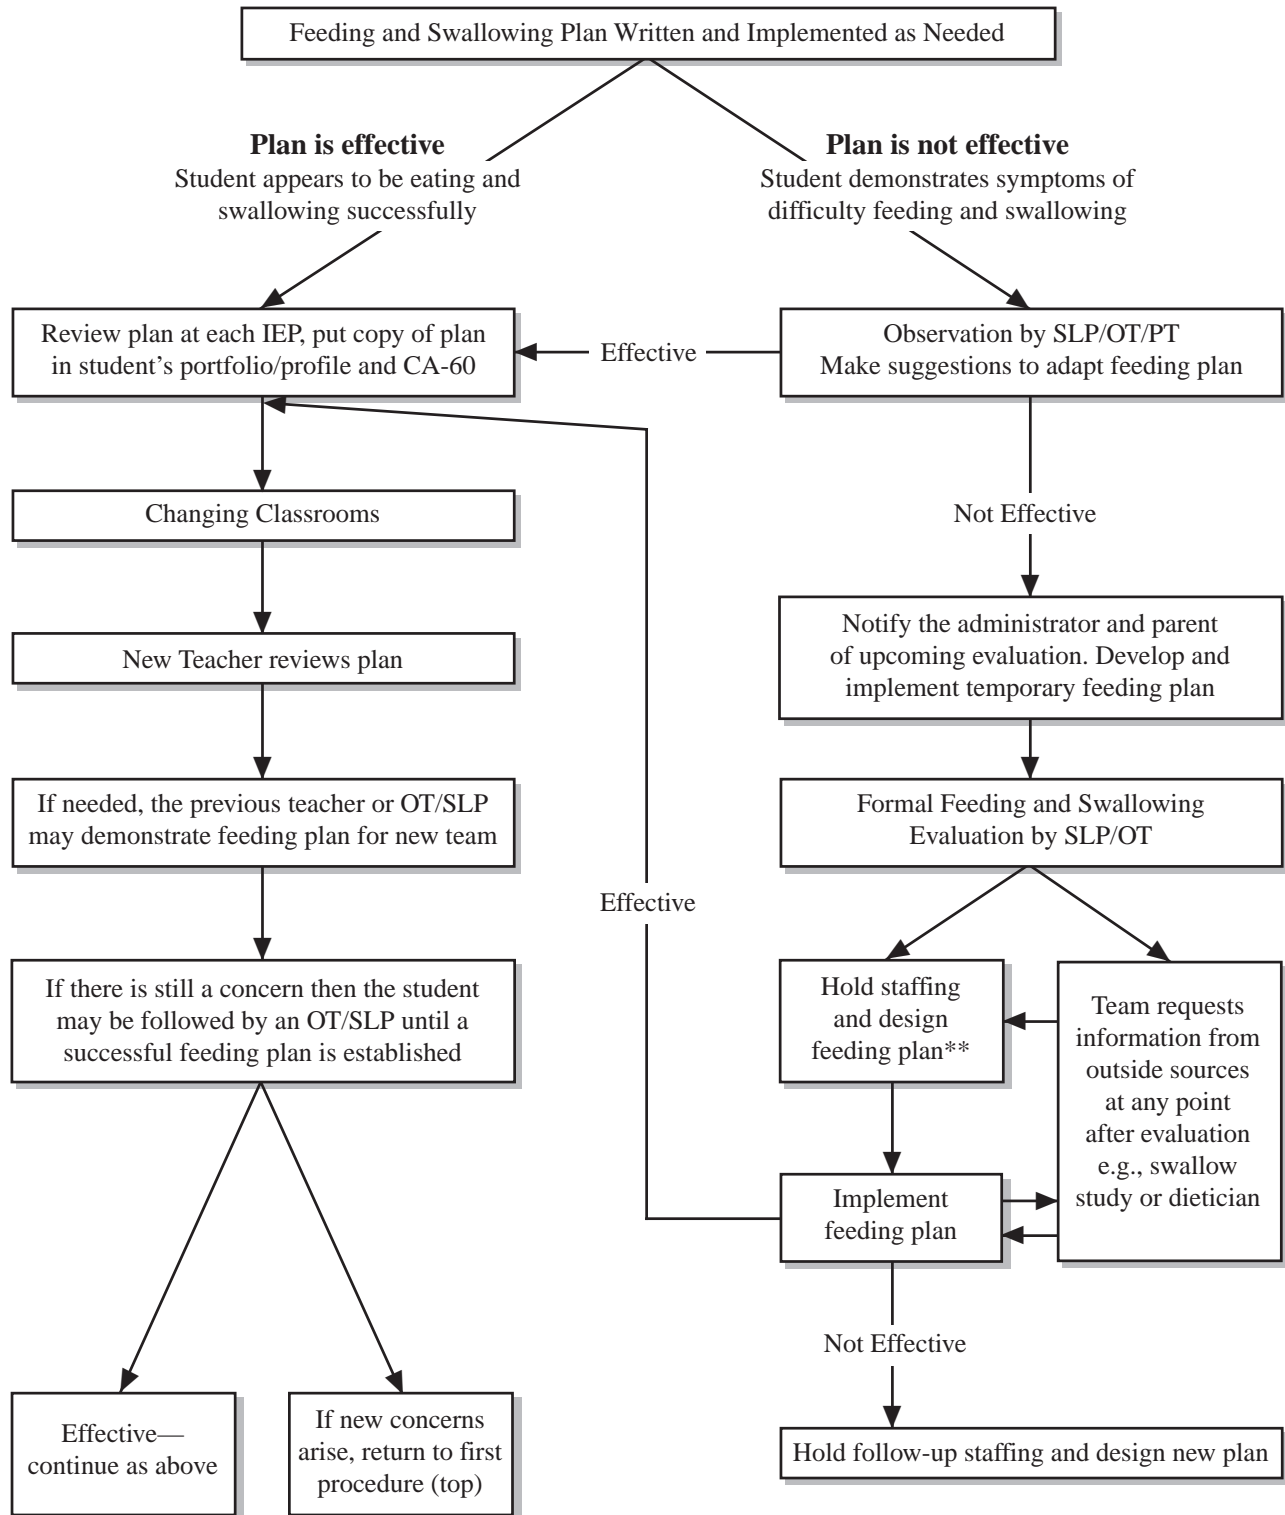 Feeding and Swallowing Plan Written and Implemented as Needed
Plan is effective
Student appears to be eating and
swallowing successfully
Plan is not effective
Student demonstrates symptoms of
difficulty feeding and swallowing
Review plan at each IEP, put copy of plan
in student’s portfolio/profile and CA-60
Effective
Observation by SLP/OT/PT
Make suggestions to adapt feeding plan
Changing Classrooms
Not Effective
New Teacher reviews plan
Notify the administrator and parent
of upcoming evaluation. Develop and
implement temporary feeding plan
If needed, the previous teacher or OT/SLP
may demonstrate feeding plan for new team
Formal Feeding and Swallowing
Evaluation by SLP/OT
Effective
If there is still a concern then the student
may be followed by an OT/SLP until a
successful feeding plan is established
Hold staffing
and design
feeding plan**
Team requests
information from
outside sources
at any point
after evaluation
e.g., swallow
study or dietician
Implement
feeding plan
Not Effective
Effective—
continue as above
If new concerns
arise, return to first
procedure (top)
Hold follow-up staffing and design new plan